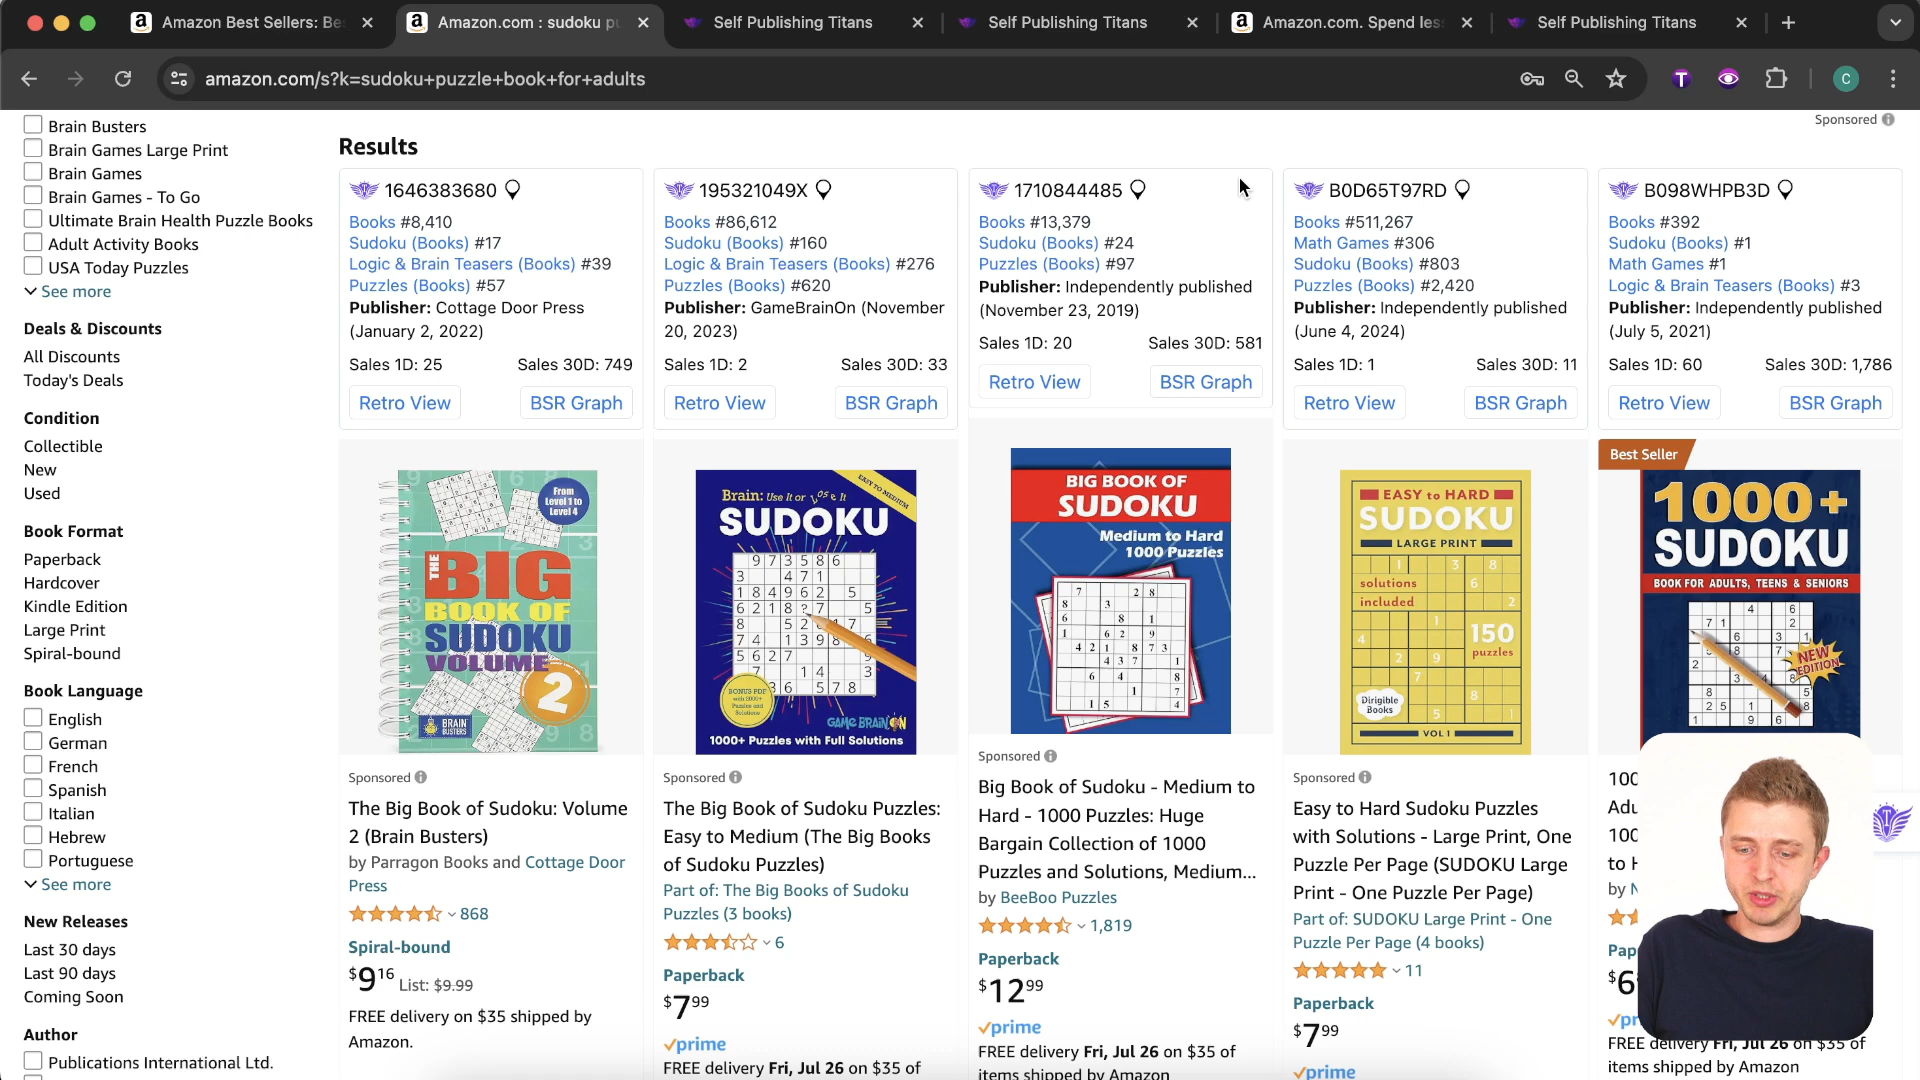 Amazon Best Sellers: Be
Amazon.com : sudoku pu
Self Publishing Titans
Self Publishing Titans
Amazon.com. Spend less
Self Publishing Titans
amazon.com/s?k=sudoku+puzzle+book+for+adults
T
C
Brain Busters
Brain Games Large Print
Brain Games
Brain Games - To Go
Ultimate Brain Health Puzzle Books
Adult Activity Books
USA Today Puzzles
See more
Deals & Discounts
All Discounts
Today's Deals
Condition
Collectible
New
Used
Book Format
Paperback
Hardcover
Kindle Edition
Large Print
Spiral-bound
Book Language
English
German
French
Spanish
Italian
Hebrew
Portuguese
See more
New Releases
Last 30 days
Last 90 days
Coming Soon
Author
Publications International Ltd.
Sponsored
Results
1646383680
Books #8,410
Sudoku (Books) #17
Logic & Brain Teasers (Books) #39
Puzzles (Books) #57
Publisher: Cottage Door Press
(January 2, 2022)
Sales 1D: 25 Sales 30D: 749
Retro View BSR Graph
From
Level 1 to
Level 4
THE
BIG
BOOK OF
SUDOKU
VOLUME
2
BRAIN
BUSTERS
Sponsored
The Big Book of Sudoku: Volume
2 (Brain Busters)
by Parragon Books and Cottage Door
Press
868
Spiral-bound
$9 16 List: $9.99
FREE delivery on $35 shipped by
Amazon.
195321049X
Books #86,612
Sudoku (Books) #160
Logic & Brain Teasers (Books) #276
Puzzles (Books) #620
Publisher: GameBrainOn (November
20, 2023)
Sales 1D: 2 Sales 30D: 33
Retro View BSR Graph
EASY TO MEDIUM
Brain: Use It or Lose It
SUDOKU
BONUS PDF
GAME BRAIN ON
1000+ Puzzles with Full Solutions
Sponsored
The Big Book of Sudoku Puzzles:
Easy to Medium (The Big Books
of Sudoku Puzzles)
Part of: The Big Books of Sudoku
Puzzles (3 books)
6
Paperback
$7 99
prime
FREE delivery Fri, Jul 26 on $35 of
1710844485
Books #13,379
Sudoku (Books) #24
Puzzles (Books) #97
Publisher: Independently published
(November 23, 2019)
Sales 1D: 20 Sales 30D: 581
Retro View BSR Graph
BIG BOOK OF
SUDOKU
Medium to Hard
1000 Puzzles
Sponsored
Big Book of Sudoku - Medium to
Hard - 1000 Puzzles: Huge
Bargain Collection of 1000
Puzzles and Solutions, Medium...
by BeeBoo Puzzles
1,819
Paperback
$12 99
prime
FREE delivery Fri, Jul 26 on $35 of
items shipped by Amazon
B0D65T97RD
Books #511,267
Math Games #306
Sudoku (Books) #803
Puzzles (Books) #2,420
Publisher: Independently published
(June 4, 2024)
Sales 1D: 1 Sales 30D: 11
Retro View BSR Graph
EASY to HARD
SUDOKU
LARGE PRINT
solutions
included
150
puzzles
Dirigible
Books
VOL 1
Sponsored
Easy to Hard Sudoku Puzzles
with Solutions - Large Print, One
Puzzle Per Page (SUDOKU Large
Print - One Puzzle Per Page)
Part of: SUDOKU Large Print - One
Puzzle Per Page (4 books)
11
Paperback
$7 99
prime
B098WHPB3D
Books #392
Sudoku (Books) #1
Math Games #1
Logic & Brain Teasers (Books) #3
Publisher: Independently published
(July 5, 2021)
Sales 1D: 60 Sales 30D: 1,786
Retro View BSR Graph
Best Seller
1000+
SUDOKU
BOOK FOR ADULTS, TEENS & SENIORS
NEW
EDITION
100
Adu
100
to H
by N
Pap
$6
pr
FREE delivery Fri, Jul 26 on $35 of
items shipped by Amazon